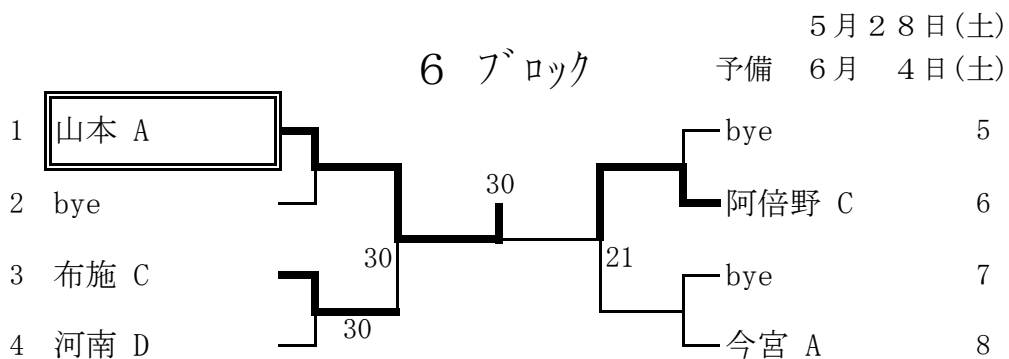 ５月２８日(土)
6 ブロック
予備 ６月 ４日(土)
1 山本 A
bye 5
2 bye
30
阿倍野 C 6
30
21
3 布施 C
bye 7
30
4 河南 D
今宮 A 8